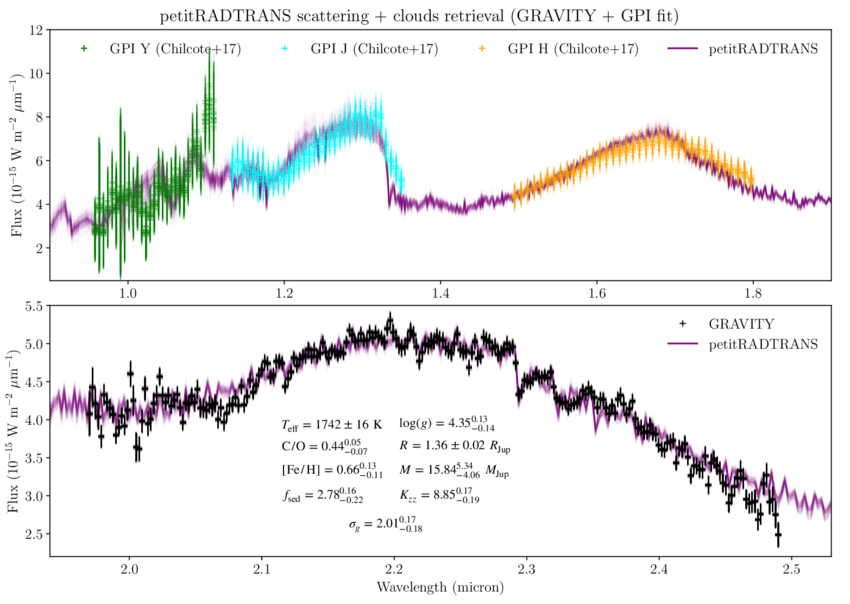 petitRADTRANS scattering + clouds retrieval (GRAVITY + GPI fit)
GPI Y (Chilcote+17) GPI J (Chilcote+17) GPI H (Chilcote+17) petitRADTRANS
Flux (10⁻¹⁵ W m⁻² μm⁻¹)
12
10
8
6
4
2
1.0 1.2 1.4 1.6 1.8
GRAVITY
petitRADTRANS
Flux (10⁻¹⁵ W m⁻² μm⁻¹)
5.5
5.0
4.5
4.0
3.5
3.0
2.5
T_eff = 1742 ± 16 K log(g) = 4.35^0.13_−0.14
C/O = 0.44^0.05_−0.07 R = 1.36 ± 0.02 R_Jup
[Fe/H] = 0.66^0.13_−0.11 M = 15.84^5.34_−4.06 M_Jup
f_sed = 2.78^0.16_−0.22 K_zz = 8.85^0.17_−0.19
σ_g = 2.01^0.17_−0.18
2.0 2.1 2.2 2.3 2.4 2.5
Wavelength (micron)